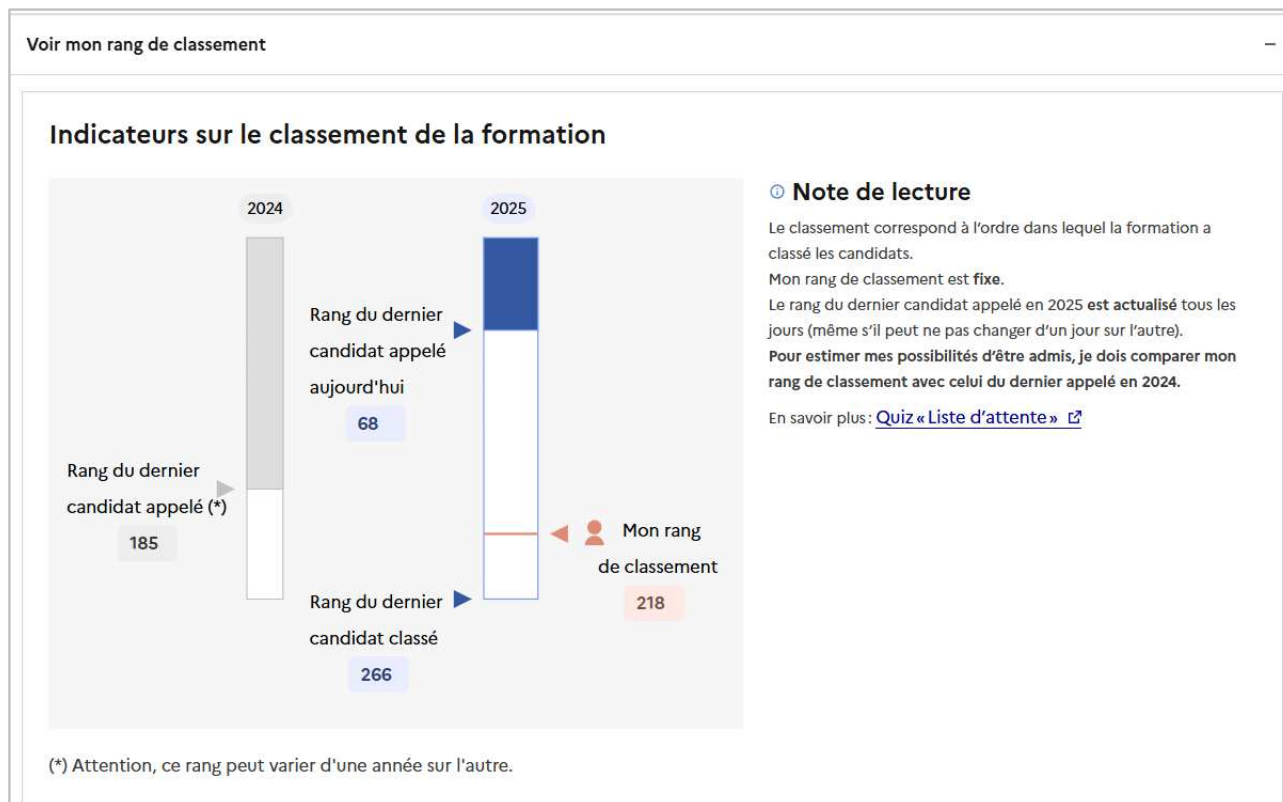 Voir mon rang de classement
Indicateurs sur le classement de la formation
2024
2025
Rang du dernier
candidat appelé
aujourd'hui
68
Rang du dernier
candidat appelé (*)
185
Mon rang
de classement
218
Rang du dernier
candidat classé
266
Note de lecture
Le classement correspond à l'ordre dans lequel la formation a
classé les candidats.
Mon rang de classement est fixe.
Le rang du dernier candidat appelé en 2025 est actualisé tous les
jours (même s'il peut ne pas changer d'un jour sur l'autre).
Pour estimer mes possibilités d'être admis, je dois comparer mon
rang de classement avec celui du dernier appelé en 2024.
En savoir plus : Quiz « Liste d'attente »
(*) Attention, ce rang peut varier d'une année sur l'autre.